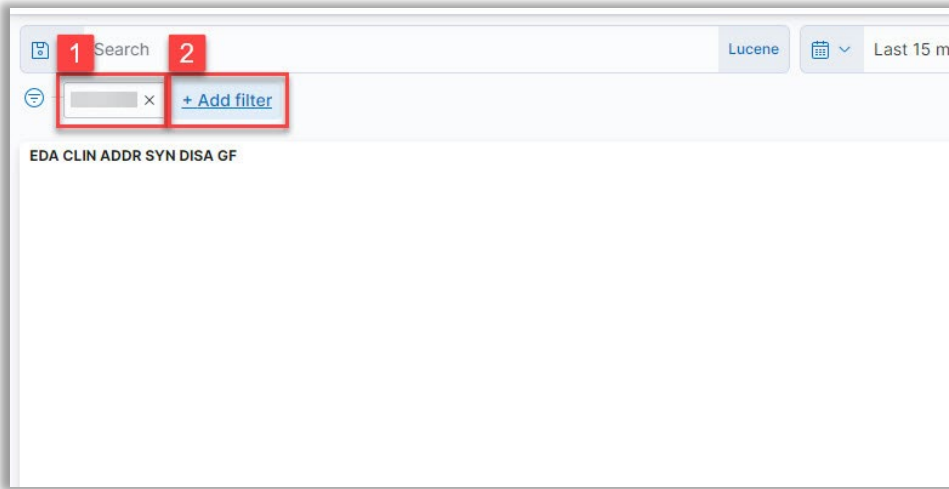 1 Search 2 Lucene Last 15 m
+ Add filter
EDA CLIN ADDR SYN DISA GF